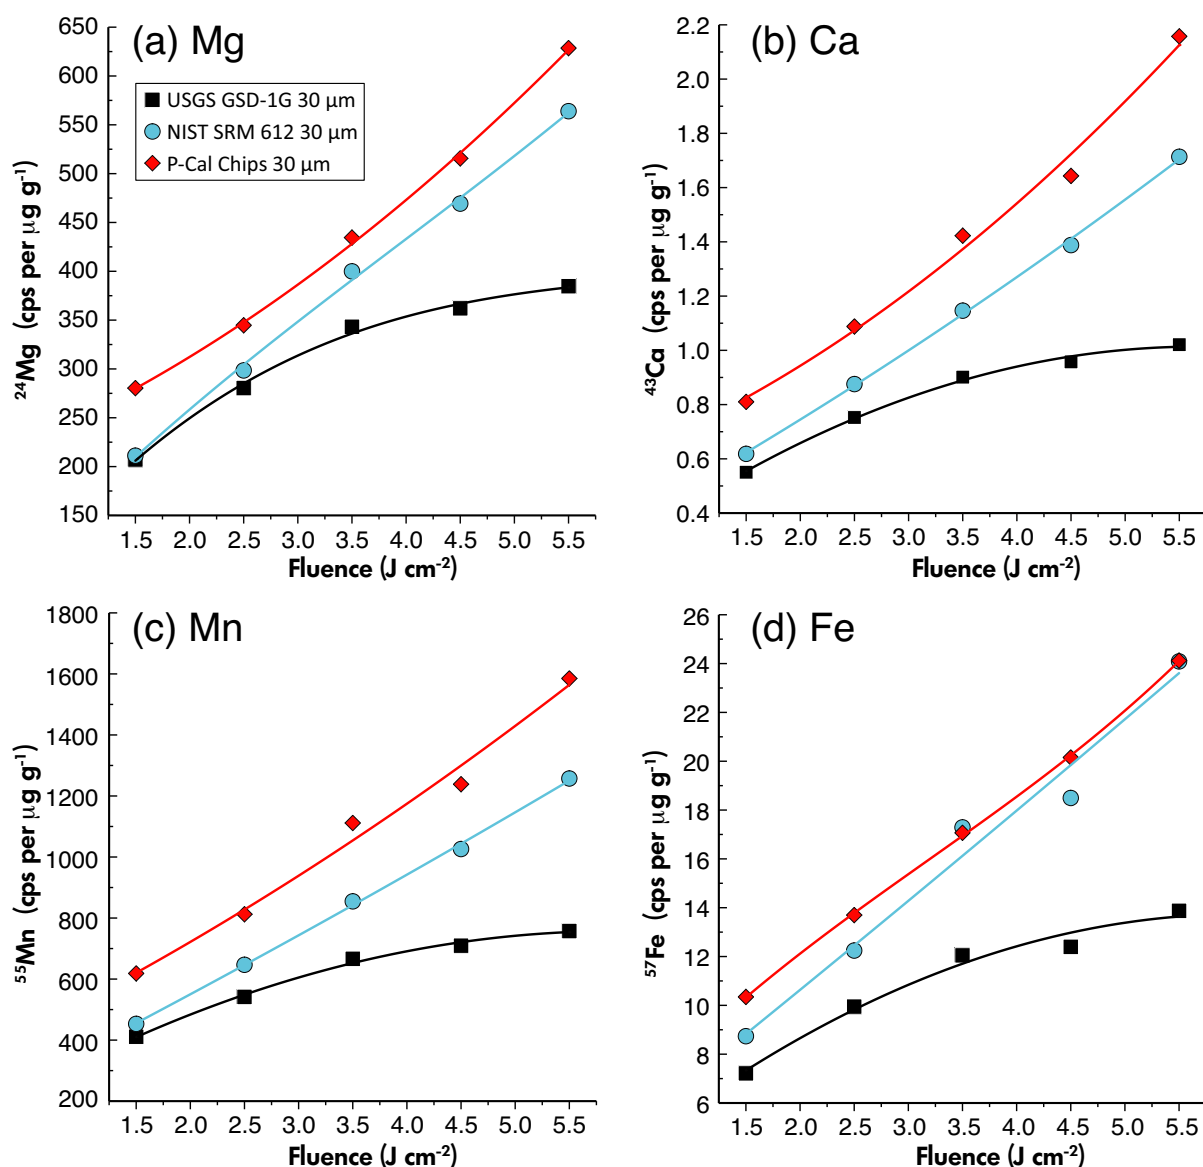 (a) Mg
650
600
550
500
450
400
350
300
250
200
150
USGS GSD-1G 30 µm
NIST SRM 612 30 µm
P-Cal Chips 30 µm
²⁴Mg (cps per µg g⁻¹)
1.5 2.0 2.5 3.0 3.5 4.0 4.5 5.0 5.5
Fluence (J cm⁻²)
(b) Ca
2.2
2.0
1.8
1.6
1.4
1.2
1.0
0.8
0.6
0.4
⁴³Ca (cps per µg g⁻¹)
1.5 2.0 2.5 3.0 3.5 4.0 4.5 5.0 5.5
Fluence (J cm⁻²)
(c) Mn
1800
1600
1400
1200
1000
800
600
400
200
⁵⁵Mn (cps per µg g⁻¹)
1.5 2.0 2.5 3.0 3.5 4.0 4.5 5.0 5.5
Fluence (J cm⁻²)
(d) Fe
26
24
22
20
18
16
14
12
10
8
6
⁵⁷Fe (cps per µg g⁻¹)
1.5 2.0 2.5 3.0 3.5 4.0 4.5 5.0 5.5
Fluence (J cm⁻²)